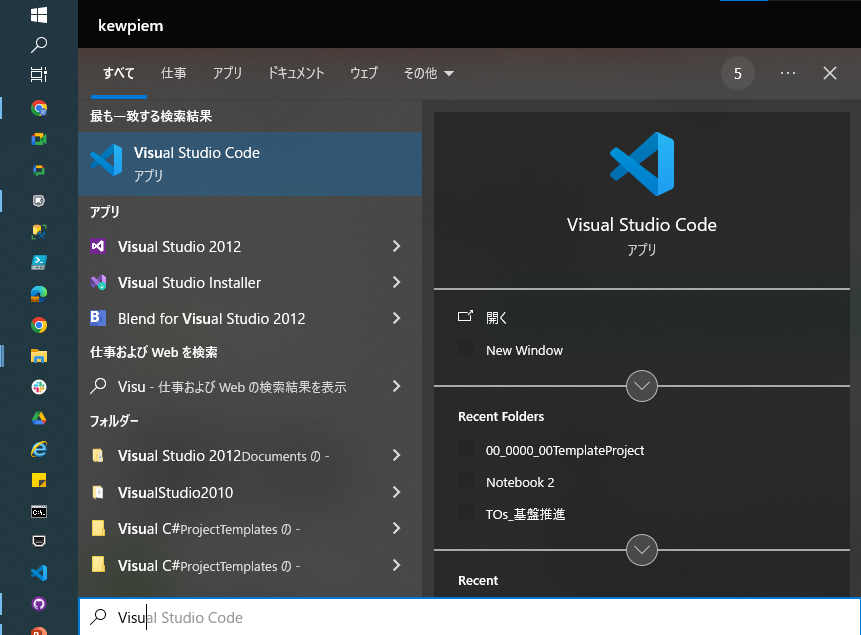 kewpiem
すべて 仕事 アプリ ドキュメント ウェブ その他 5 ···
最も一致する検索結果
Visual Studio Code
アプリ
アプリ
Visual Studio 2012
Visual Studio Installer
Blend for Visual Studio 2012
仕事および Web を検索
Visu - 仕事および Web の検索結果を表示
フォルダー
Visual Studio 2012Documents の -
VisualStudio2010
Visual C#ProjectTemplates の -
Visual C#ProjectTemplates の -
Visual Studio Code
アプリ
開く
New Window
Recent Folders
00_0000_00TemplateProject
Notebook 2
TOs_基盤推進
Recent
Visual Studio Code